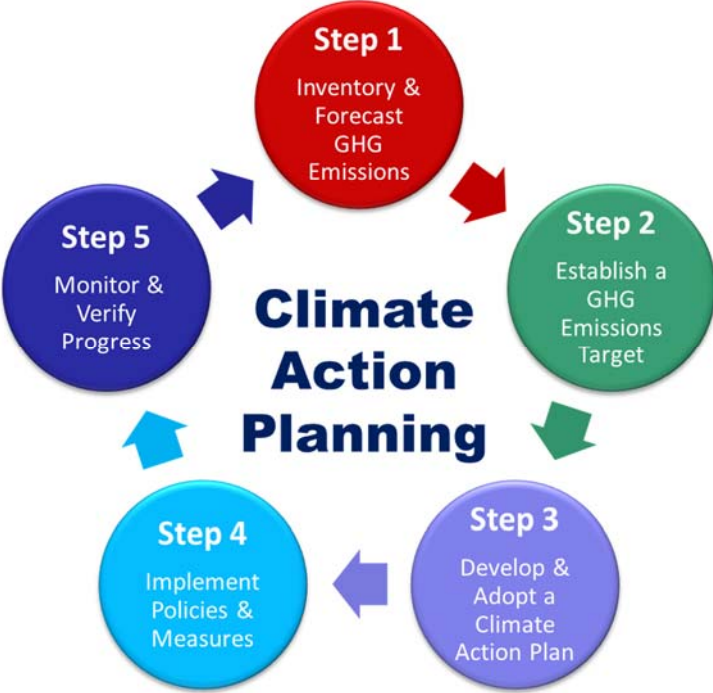 Step 1
Inventory &
Forecast
GHG
Emissions
Step 2
Establish a
GHG
Emissions
Target
Step 3
Develop &
Adopt a
Climate
Action Plan
Step 4
Implement
Policies &
Measures
Step 5
Monitor &
Verify
Progress
Climate
Action
Planning